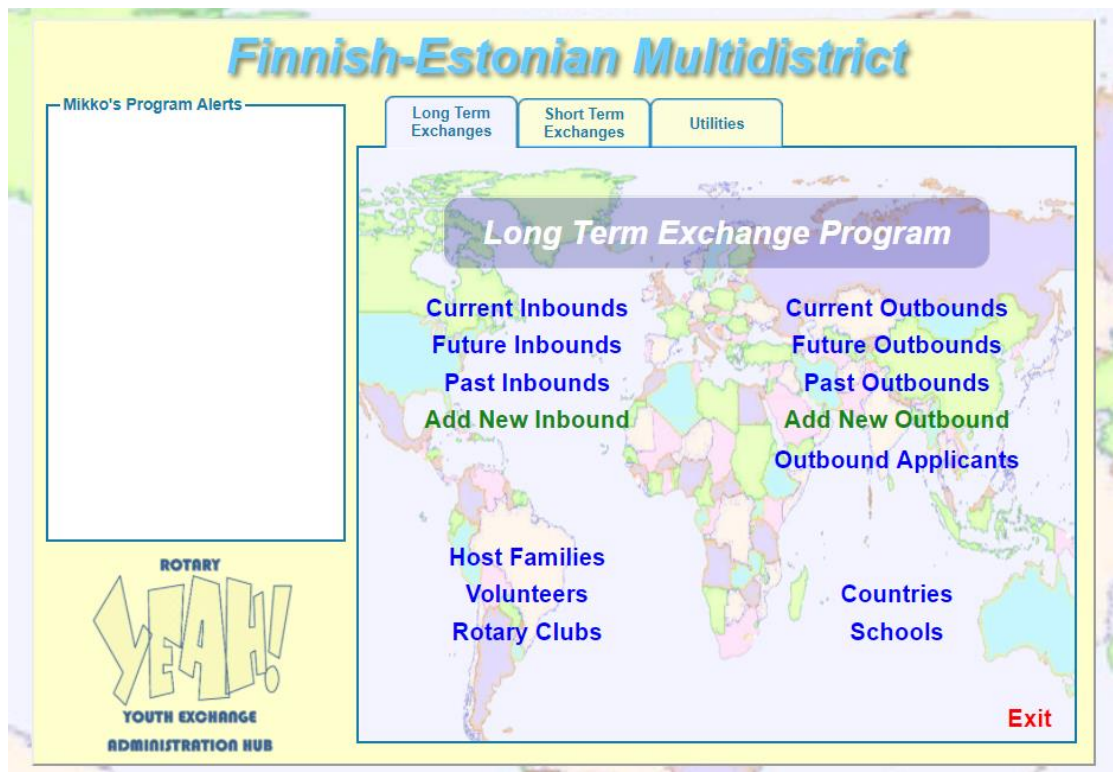 Finnish-Estonian Multidistrict
Mikko's Program Alerts
Long Term
Exchanges
Short Term
Exchanges
Utilities
Long Term Exchange Program
Current Inbounds
Future Inbounds
Past Inbounds
Add New Inbound
Current Outbounds
Future Outbounds
Past Outbounds
Add New Outbound
Outbound Applicants
Host Families
Volunteers
Rotary Clubs
Countries
Schools
Exit
ROTARY
YEAH!
YOUTH EXCHANGE
ADMINISTRATION HUB